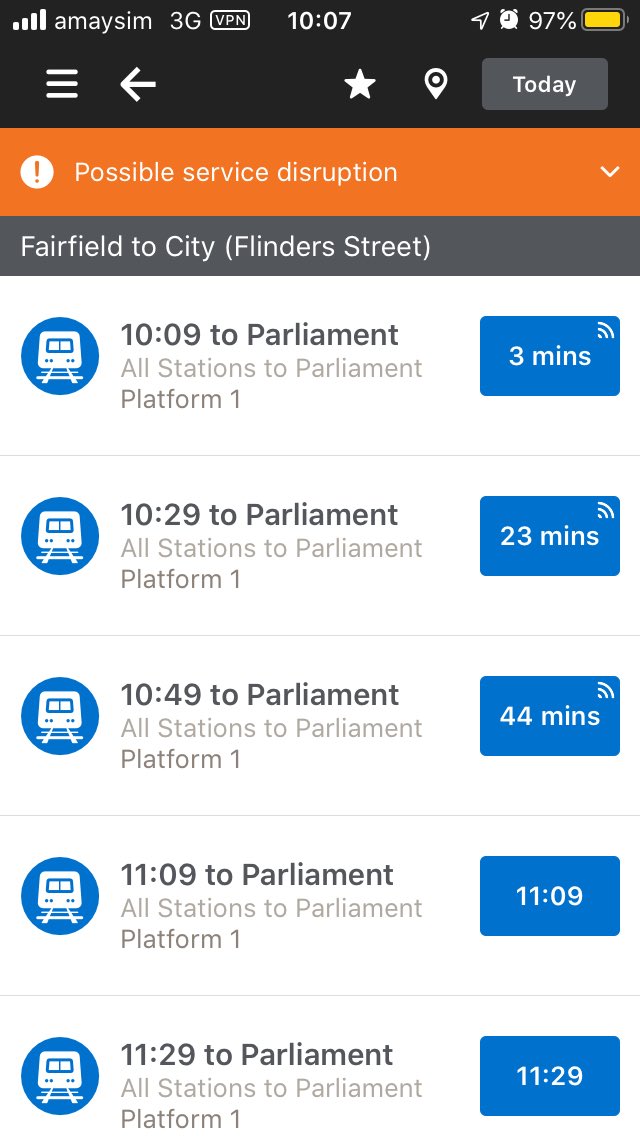 amaysim 3G VPN 10:07 97%
Today
Possible service disruption
Fairfield to City (Flinders Street)
10:09 to Parliament
All Stations to Parliament
Platform 1
3 mins
10:29 to Parliament
All Stations to Parliament
Platform 1
23 mins
10:49 to Parliament
All Stations to Parliament
Platform 1
44 mins
11:09 to Parliament
All Stations to Parliament
Platform 1
11:09
11:29 to Parliament
All Stations to Parliament
Platform 1
11:29